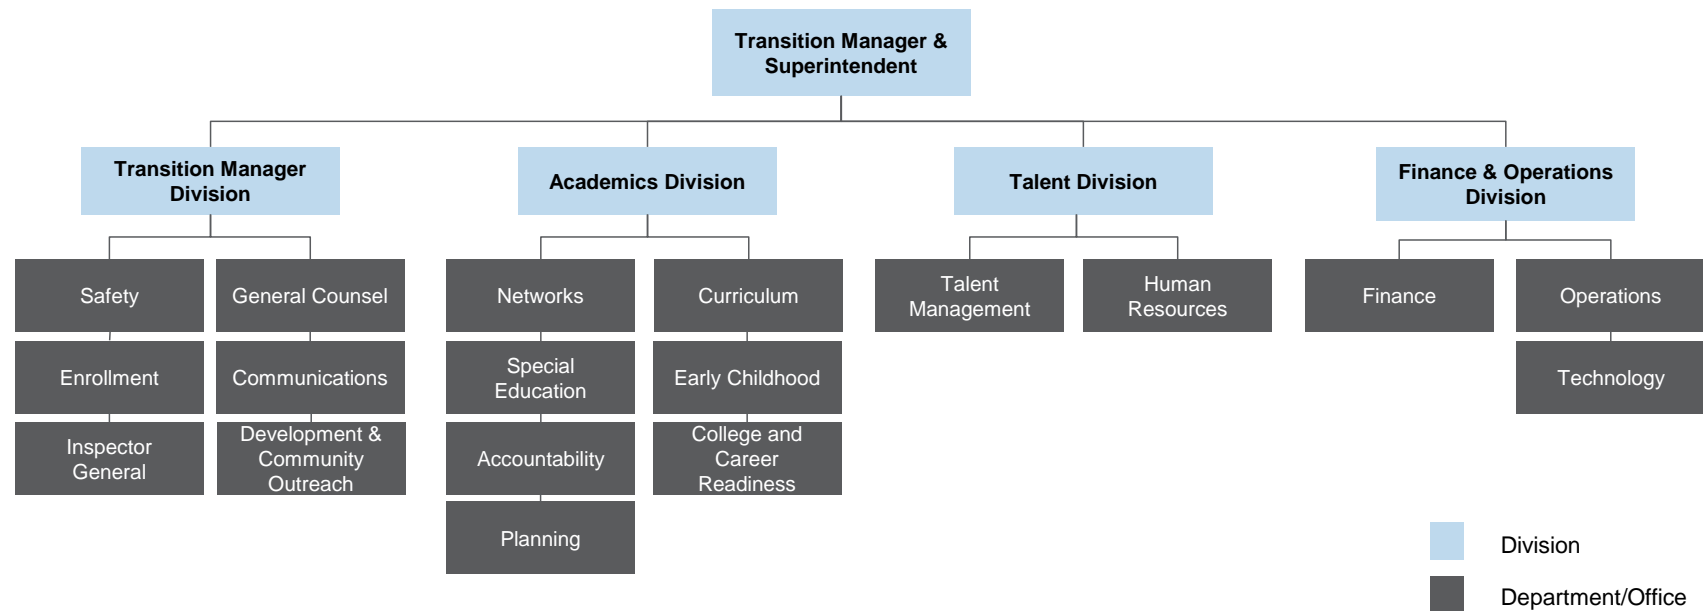 Transition Manager &
Superintendent
Transition Manager
Division
Academics Division
Talent Division
Finance & Operations
Division
Safety
General Counsel
Networks
Curriculum
Talent
Management
Human
Resources
Finance
Operations
Enrollment
Communications
Special
Education
Early Childhood
Technology
Inspector
General
Development &
Community
Outreach
Accountability
College and
Career
Readiness
Planning
Division
Department/Office